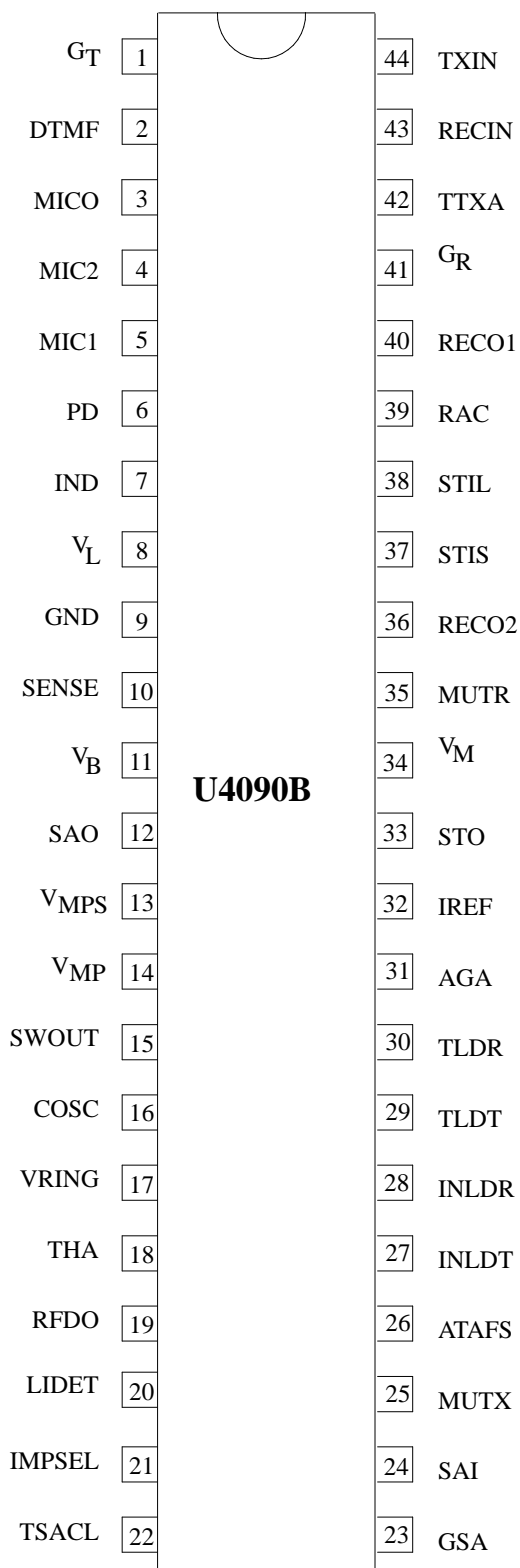 GT 1 44 TXIN
DTMF 2 43 RECIN
MICO 3 42 TTXA
MIC2 4 41 GR
MIC1 5 40 RECO1
PD 6 39 RAC
IND 7 38 STIL
VL 8 37 STIS
GND 9 36 RECO2
SENSE 10 35 MUTR
VB 11 34 VM
U4090B
SAO 12 33 STO
VMPS 13 32 IREF
VMP 14 31 AGA
SWOUT 15 30 TLDR
COSC 16 29 TLDT
VRING 17 28 INLDR
THA 18 27 INLDT
RFDO 19 26 ATAFS
LIDET 20 25 MUTX
IMPSEL 21 24 SAI
TSACL 22 23 GSA